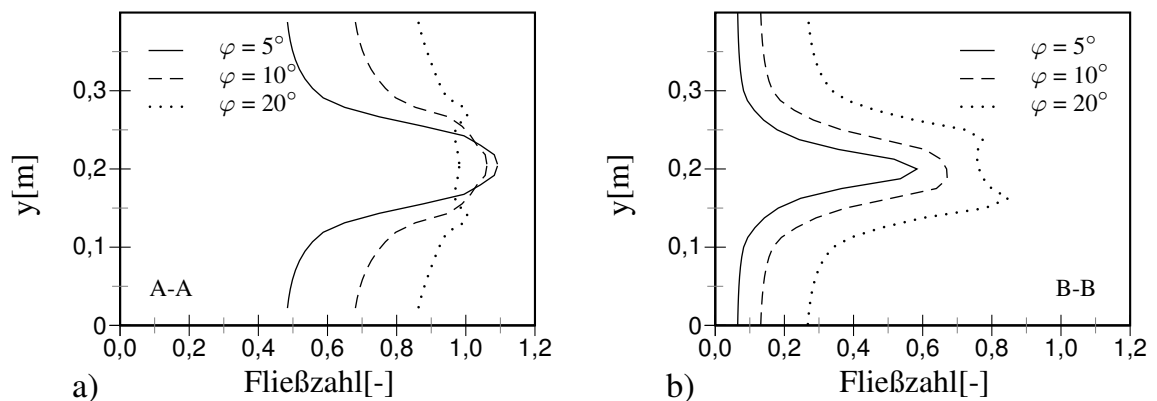 φ = 5°
φ = 10°
φ = 20°
0,3
0,2
0,1
0
y[m]
A-A
0,0 0,2 0,4 0,6 0,8 1,0 1,2
Fließzahl[-]
a)
φ = 5°
φ = 10°
φ = 20°
0,3
0,2
0,1
0
y[m]
B-B
0,0 0,2 0,4 0,6 0,8 1,0 1,2
Fließzahl[-]
b)